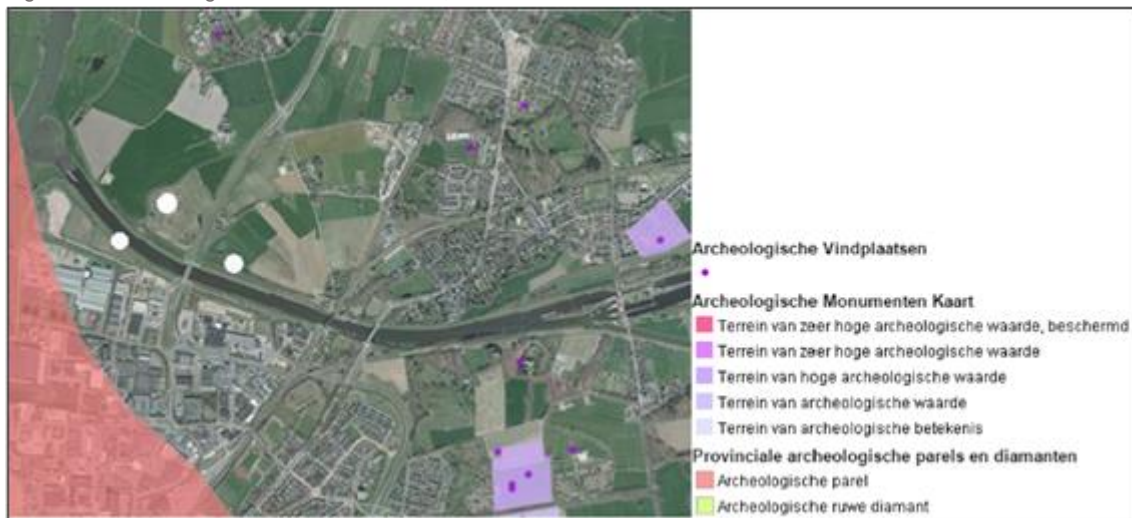 Archeologische Vindplaatsen
Archeologische Monumenten Kaart
Terrein van zeer hoge archeologische waarde, beschermd
Terrein van zeer hoge archeologische waarde
Terrein van hoge archeologische waarde
Terrein van archeologische waarde
Terrein van archeologische betekenis
Provinciale archeologische parels en diamanten
Archeologische parel
Archeologische ruwe diamant